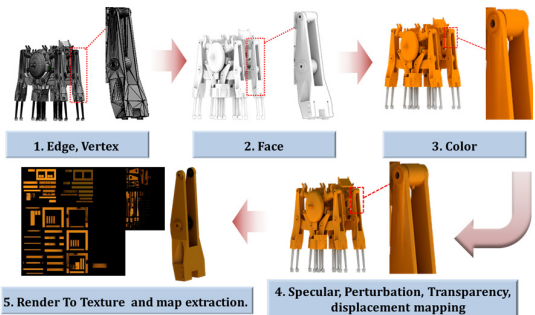 1. Edge, Vertex
2. Face
3. Color
5. Render To Texture and map extraction.
4. Specular, Perturbation, Transparency,
displacement mapping